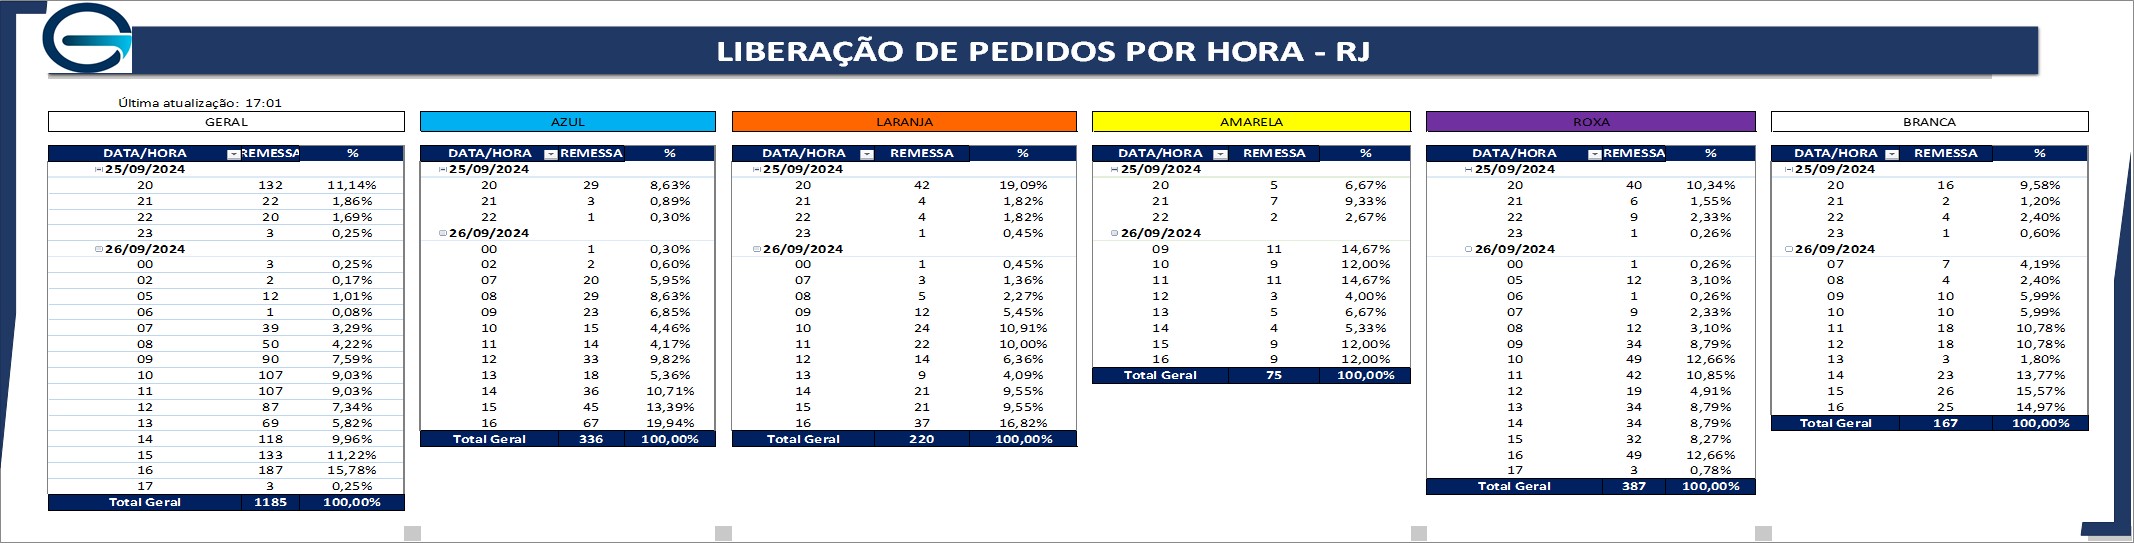 LIBERAÇÃO DE PEDIDOS POR HORA - RJ
Última atualização: 17:01
GERAL
DATA/HORA REMESSA %
25/09/2024
20 132 11,14%
21 22 1,86%
22 20 1,69%
23 3 0,25%
26/09/2024
00 3 0,25%
02 2 0,17%
05 12 1,01%
06 1 0,08%
07 39 3,29%
08 50 4,22%
09 90 7,59%
10 107 9,03%
11 107 9,03%
12 87 7,34%
13 69 5,82%
14 118 9,96%
15 133 11,22%
16 187 15,78%
17 3 0,25%
Total Geral 1185 100,00%
AZUL
DATA/HORA REMESSA %
25/09/2024
20 29 8,63%
21 3 0,89%
22 1 0,30%
26/09/2024
00 1 0,30%
02 2 0,60%
07 20 5,95%
08 29 8,63%
09 23 6,85%
10 15 4,46%
11 14 4,17%
12 33 9,82%
13 18 5,36%
14 36 10,71%
15 45 13,39%
16 67 19,94%
Total Geral 336 100,00%
LARANJA
DATA/HORA REMESSA %
25/09/2024
20 42 19,09%
21 4 1,82%
22 4 1,82%
23 1 0,45%
26/09/2024
00 1 0,45%
07 3 1,36%
08 5 2,27%
09 12 5,45%
10 24 10,91%
11 22 10,00%
12 14 6,36%
13 9 4,09%
14 21 9,55%
15 21 9,55%
16 37 16,82%
Total Geral 220 100,00%
AMARELA
DATA/HORA REMESSA %
25/09/2024
20 5 6,67%
21 7 9,33%
22 2 2,67%
26/09/2024
09 11 14,67%
10 9 12,00%
11 11 14,67%
12 3 4,00%
13 5 6,67%
14 4 5,33%
15 9 12,00%
16 9 12,00%
Total Geral 75 100,00%
ROXA
DATA/HORA REMESSA %
25/09/2024
20 40 10,34%
21 6 1,55%
22 9 2,33%
23 1 0,26%
26/09/2024
00 1 0,26%
05 12 3,10%
06 1 0,26%
07 9 2,33%
08 12 3,10%
09 34 8,79%
10 49 12,66%
11 42 10,85%
12 19 4,91%
13 34 8,79%
14 34 8,79%
15 32 8,27%
16 49 12,66%
17 3 0,78%
Total Geral 387 100,00%
BRANCA
DATA/HORA REMESSA %
25/09/2024
20 16 9,58%
21 2 1,20%
22 4 2,40%
23 1 0,60%
26/09/2024
07 7 4,19%
08 4 2,40%
09 10 5,99%
10 10 5,99%
11 18 10,78%
12 18 10,78%
13 3 1,80%
14 23 13,77%
15 26 15,57%
16 25 14,97%
Total Geral 167 100,00%